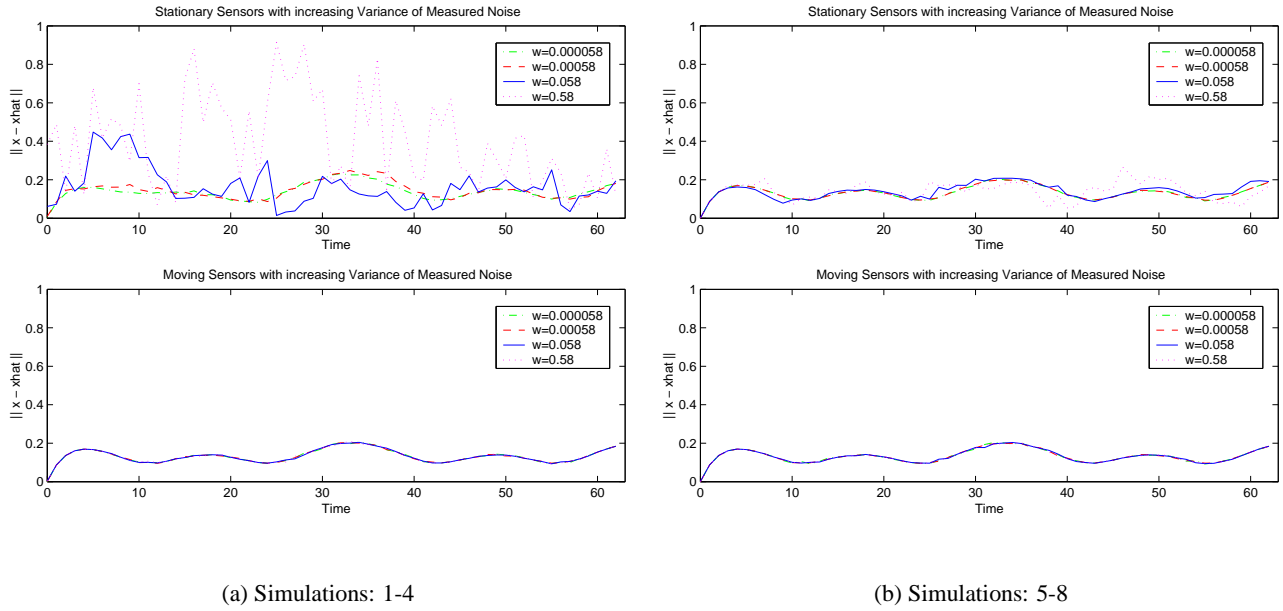 Stationary Sensors with increasing Variance of Measured Noise
1
0.8
0.6
0.4
0.2
0
|| x − xhat ||
w=0.000058
w=0.00058
w=0.058
w=0.58
0 10 20 30 40 50 60
Time
Moving Sensors with increasing Variance of Measured Noise
1
0.8
0.6
0.4
0.2
0
|| x − xhat ||
w=0.000058
w=0.00058
w=0.058
w=0.58
0 10 20 30 40 50 60
Time
(a) Simulations: 1-4
Stationary Sensors with increasing Variance of Measured Noise
1
0.8
0.6
0.4
0.2
0
|| x − xhat ||
w=0.000058
w=0.00058
w=0.058
w=0.58
0 10 20 30 40 50 60
Time
Moving Sensors with increasing Variance of Measured Noise
1
0.8
0.6
0.4
0.2
0
|| x − xhat ||
w=0.000058
w=0.00058
w=0.058
w=0.58
0 10 20 30 40 50 60
Time
(b) Simulations: 5-8